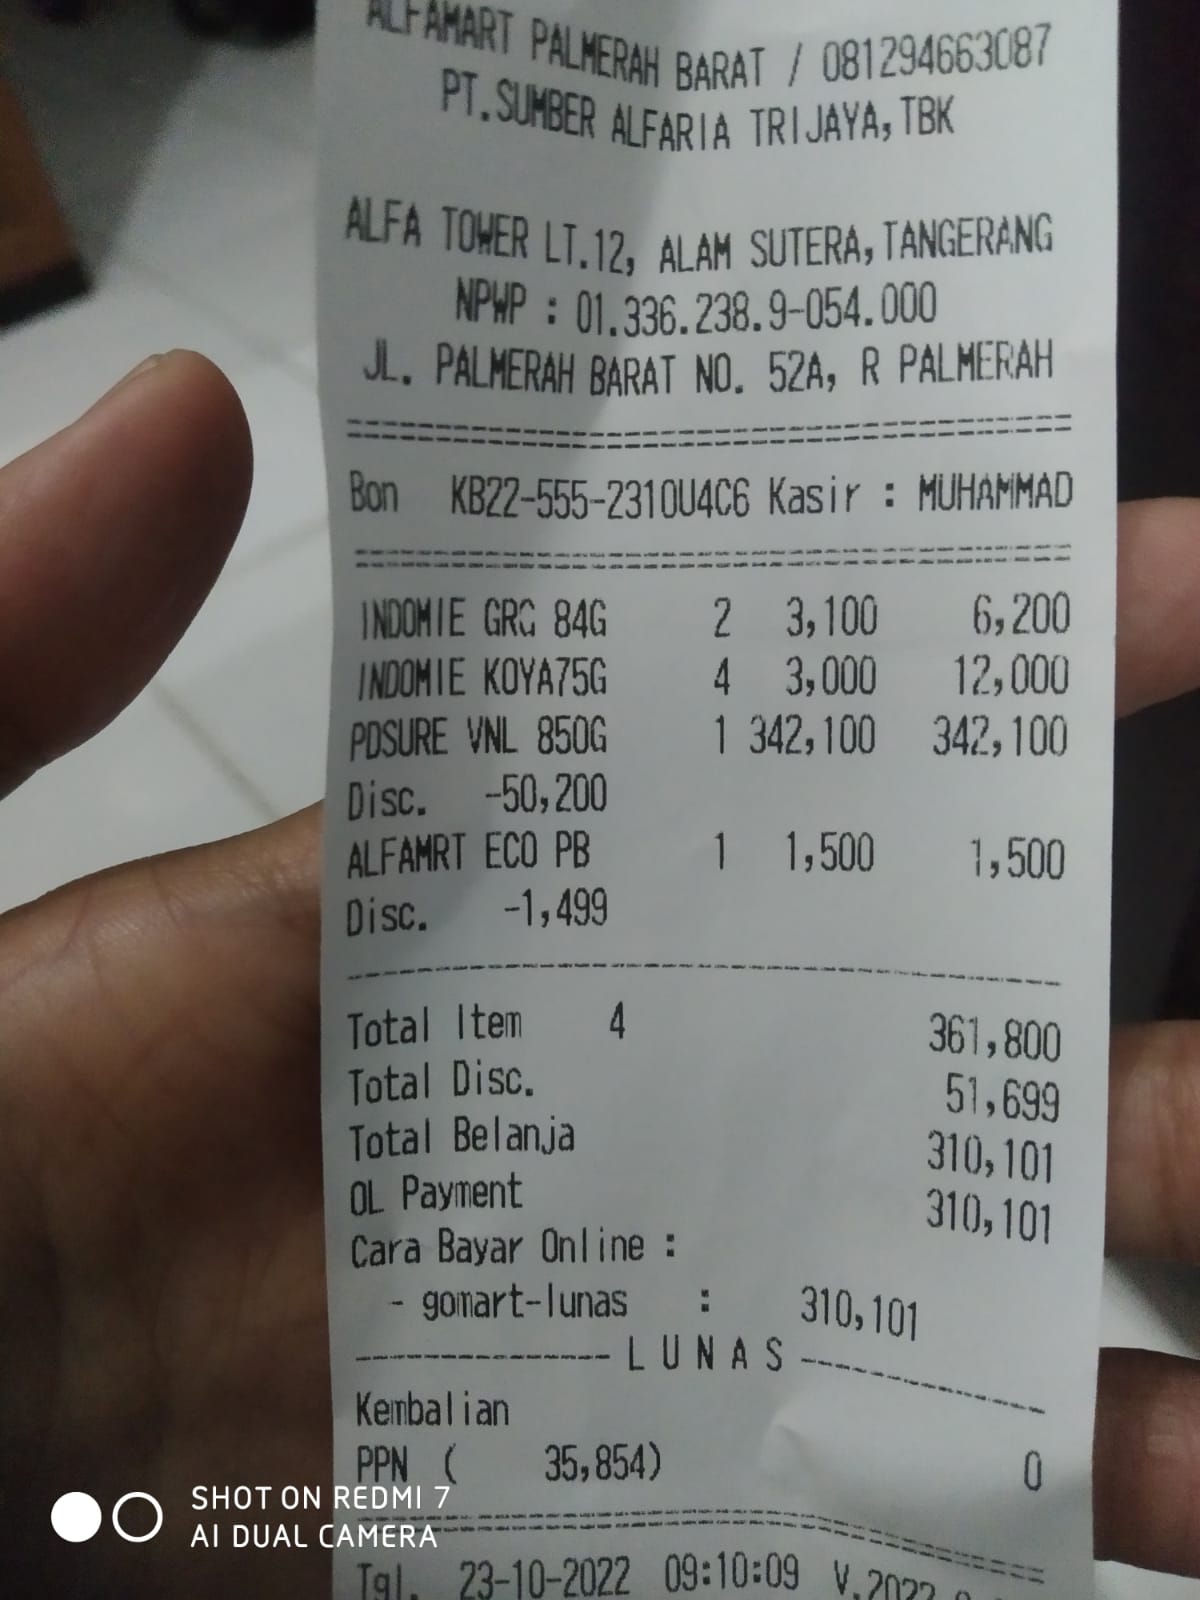 ALFAMART PALMERAH BARAT / 081294663087
PT.SUMBER ALFARIA TRIJAYA,TBK
ALFA TOWER LT.12, ALAM SUTERA,TANGERANG
NPWP : 01.336.238.9-054.000
JL. PALMERAH BARAT NO. 52A, R PALMERAH
Bon KB22-555-2310U4C6 Kasir : MUHAMMAD
INDOMIE GRG 84G 2 3,100 6,200
INDOMIE KOYA75G 4 3,000 12,000
PDSURE VNL 850G 1 342,100 342,100
Disc. -50,200
ALFAMRT ECO PB 1 1,500 1,500
Disc. -1,499
Total Item 4 361,800
Total Disc. 51,699
Total Belanja 310,101
OL Payment 310,101
Cara Bayar Online :
- gomart-lunas : 310,101
L U N A S
Kembalian 0
PPN ( 35,854)
Tgl. 23-10-2022 09:10:09 V.2022
SHOT ON REDMI 7
AI DUAL CAMERA